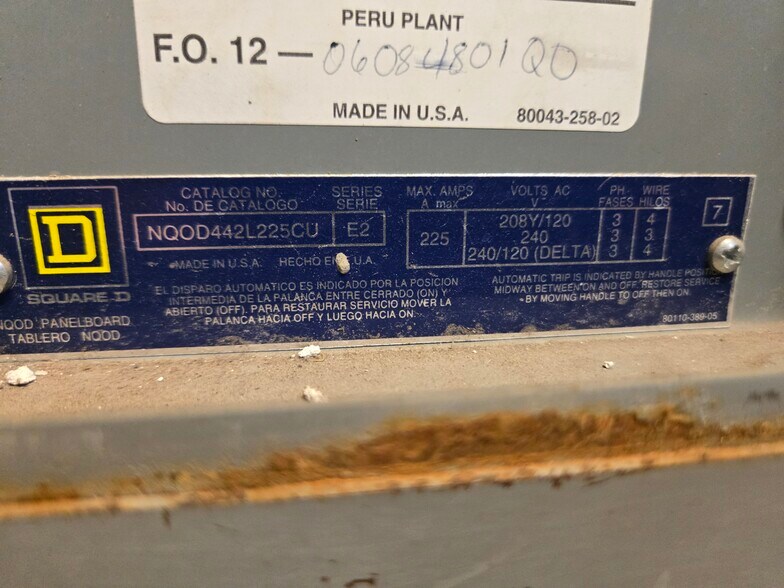 PERU PLANT
F.O. 12 — 06084801QO
MADE IN U.S.A. 80043-258-02
D
SQUARE D
NQOD PANELBOARD
TABLERO NQOD
CATALOG NO.
No. DE CATALOGO
NQOD442L225CU
SERIES
SERIE
E2
MADE IN U.S.A. HECHO EN E.U.A.
EL DISPARO AUTOMATICO ES INDICADO POR LA POSICION
INTERMEDIA DE LA PALANCA ENTRE CERRADO (ON) Y
ABIERTO (OFF). PARA RESTAURAR SERVICIO MOVER LA
PALANCA HACIA OFF Y LUEGO HACIA ON.
MAX. AMPS
A max
225
VOLTS AC
V~
PH
FASES
WIRE
HILOS
208Y/120 3 4
240 3 3
240/120 (DELTA) 3 4
7
AUTOMATIC TRIP IS INDICATED BY HANDLE POSITION
MIDWAY BETWEEN ON AND OFF. RESTORE SERVICE
BY MOVING HANDLE TO OFF THEN ON.
80110-389-05